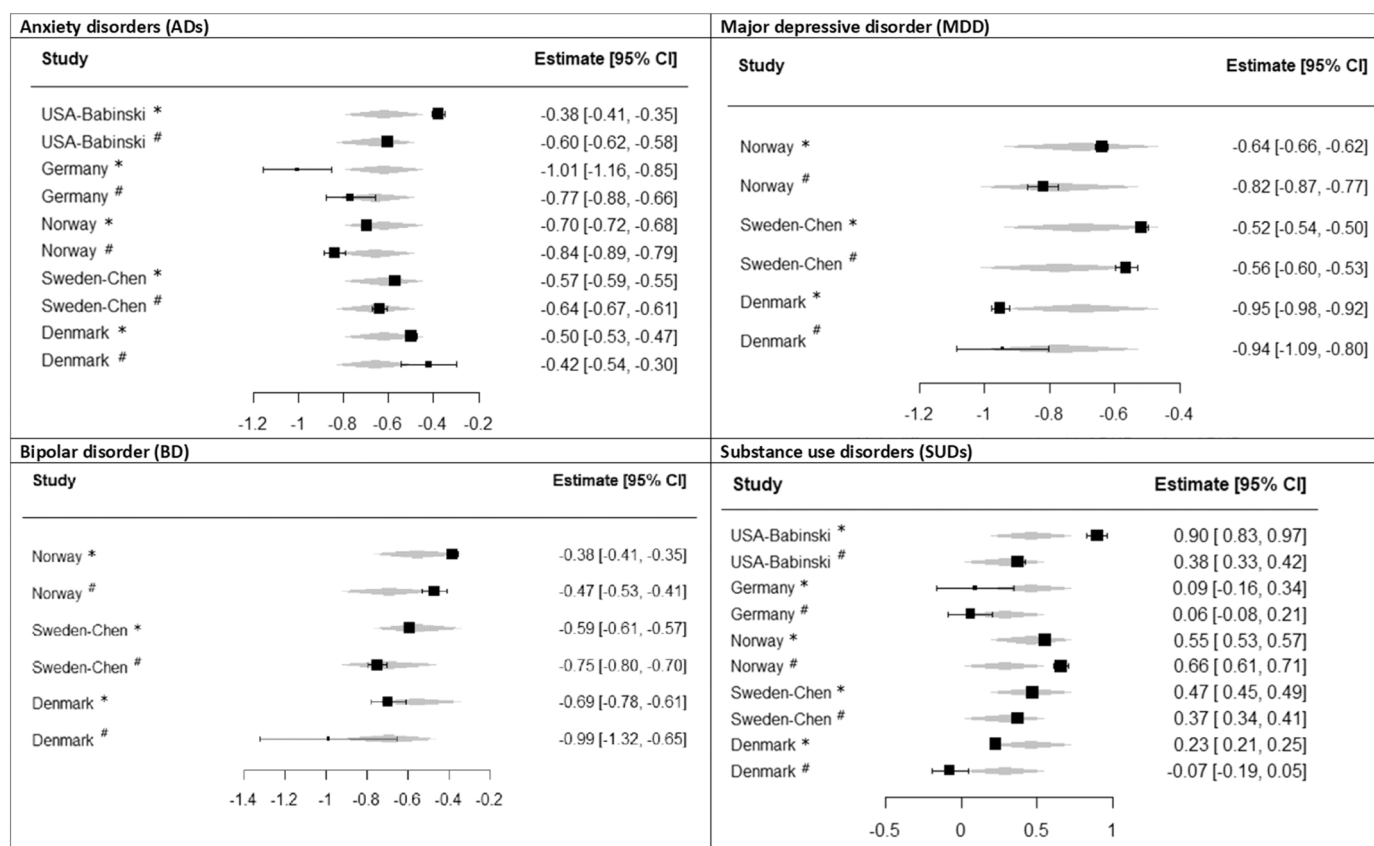 Anxiety disorders (ADs)
Study Estimate [95% CI]
USA-Babinski * -0.38 [-0.41, -0.35]
USA-Babinski # -0.60 [-0.62, -0.58]
Germany * -1.01 [-1.16, -0.85]
Germany # -0.77 [-0.88, -0.66]
Norway * -0.70 [-0.72, -0.68]
Norway # -0.84 [-0.89, -0.79]
Sweden-Chen * -0.57 [-0.59, -0.55]
Sweden-Chen # -0.64 [-0.67, -0.61]
Denmark * -0.50 [-0.53, -0.47]
Denmark # -0.42 [-0.54, -0.30]
-1.2 -1 -0.8 -0.6 -0.4 -0.2
Major depressive disorder (MDD)
Study Estimate [95% CI]
Norway * -0.64 [-0.66, -0.62]
Norway # -0.82 [-0.87, -0.77]
Sweden-Chen * -0.52 [-0.54, -0.50]
Sweden-Chen # -0.56 [-0.60, -0.53]
Denmark * -0.95 [-0.98, -0.92]
Denmark # -0.94 [-1.09, -0.80]
-1.2 -1 -0.8 -0.6 -0.4
Bipolar disorder (BD)
Study Estimate [95% CI]
Norway * -0.38 [-0.41, -0.35]
Norway # -0.47 [-0.53, -0.41]
Sweden-Chen * -0.59 [-0.61, -0.57]
Sweden-Chen # -0.75 [-0.80, -0.70]
Denmark * -0.69 [-0.78, -0.61]
Denmark # -0.99 [-1.32, -0.65]
-1.4 -1.2 -1 -0.8 -0.6 -0.4 -0.2
Substance use disorders (SUDs)
Study Estimate [95% CI]
USA-Babinski * 0.90 [ 0.83, 0.97]
USA-Babinski # 0.38 [ 0.33, 0.42]
Germany * 0.09 [-0.16, 0.34]
Germany # 0.06 [-0.08, 0.21]
Norway * 0.55 [ 0.53, 0.57]
Norway # 0.66 [ 0.61, 0.71]
Sweden-Chen * 0.47 [ 0.45, 0.49]
Sweden-Chen # 0.37 [ 0.34, 0.41]
Denmark * 0.23 [ 0.21, 0.25]
Denmark # -0.07 [-0.19, 0.05]
-0.5 0 0.5 1